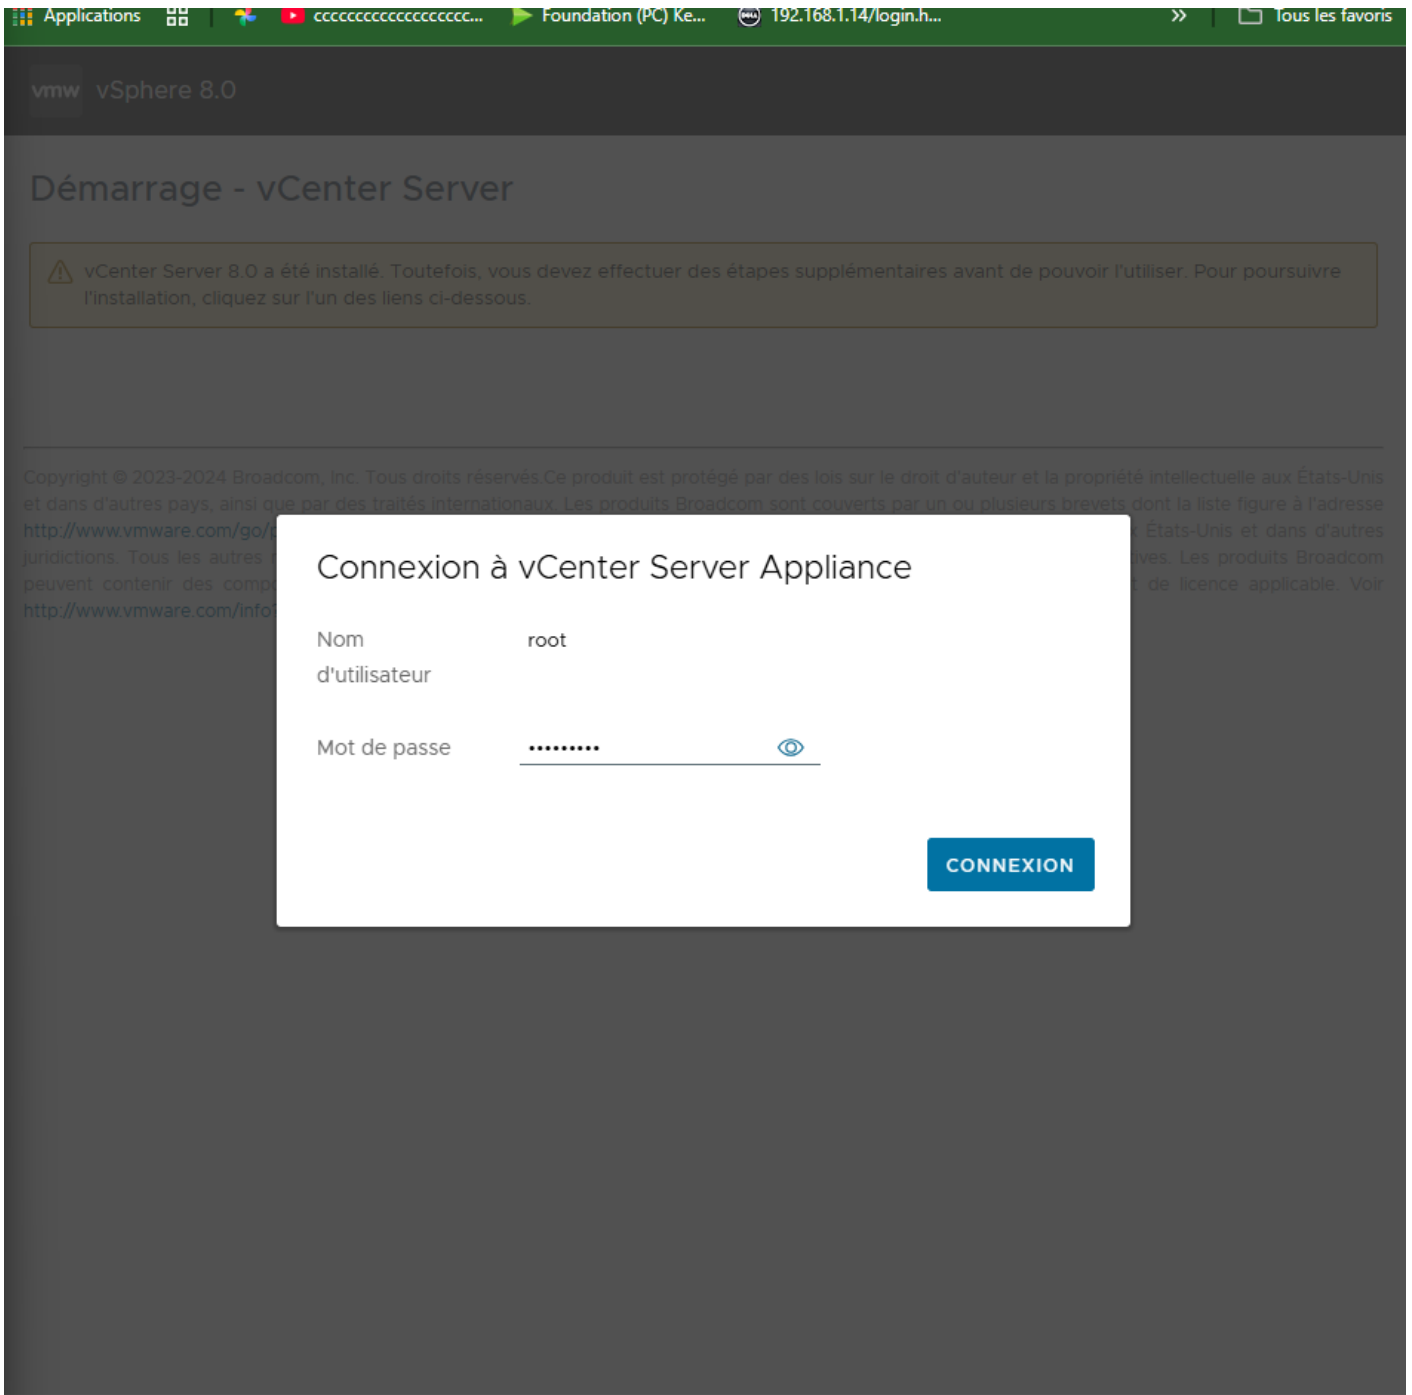 Applications
cccccccccccccccccc...
Foundation (PC) Ke...
192.168.1.14/login.h...
Tous les favoris
vmw vSphere 8.0
Démarrage - vCenter Server
vCenter Server 8.0 a été installé. Toutefois, vous devez effectuer des étapes supplémentaires avant de pouvoir l'utiliser. Pour poursuivre
l'installation, cliquez sur l'un des liens ci-dessous.
Copyright © 2023-2024 Broadcom, Inc. Tous droits réservés.Ce produit est protégé par des lois sur le droit d'auteur et la propriété intellectuelle aux États-Unis
et dans d'autres pays, ainsi que par des traités internationaux. Les produits Broadcom sont couverts par un ou plusieurs brevets dont la liste figure à l'adresse
http://www.vmware.com/go/ États-Unis et dans d'autres
juridictions. Tous les autres Les produits Broadcom
peuvent contenir des de licence applicable. Voir
http://www.vmware.com/info?
Connexion à vCenter Server Appliance
Nom
d'utilisateur
root
Mot de passe
•••••••••
CONNEXION